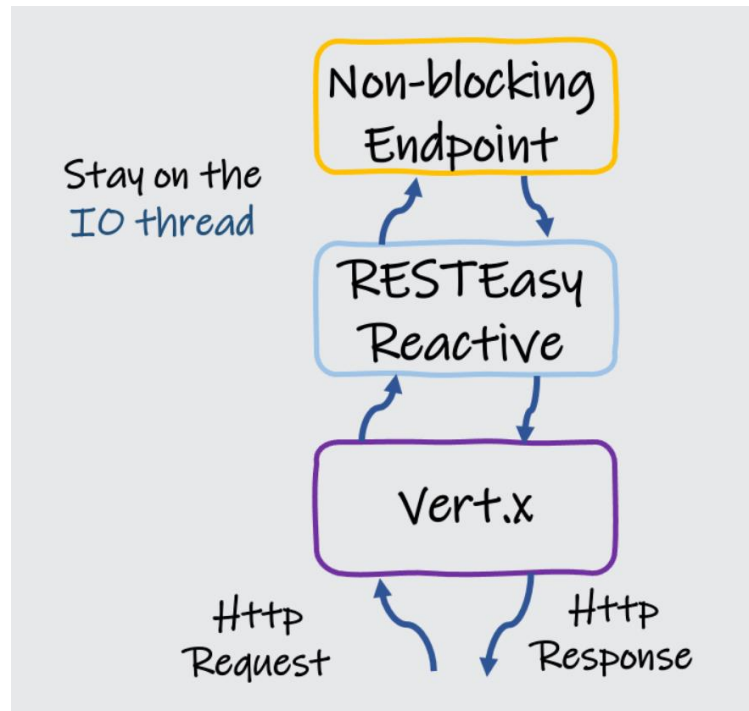 Non-blocking
Endpoint
Stay on the
IO thread
RESTEasy
Reactive
Vert.x
Http
Request
Http
Response